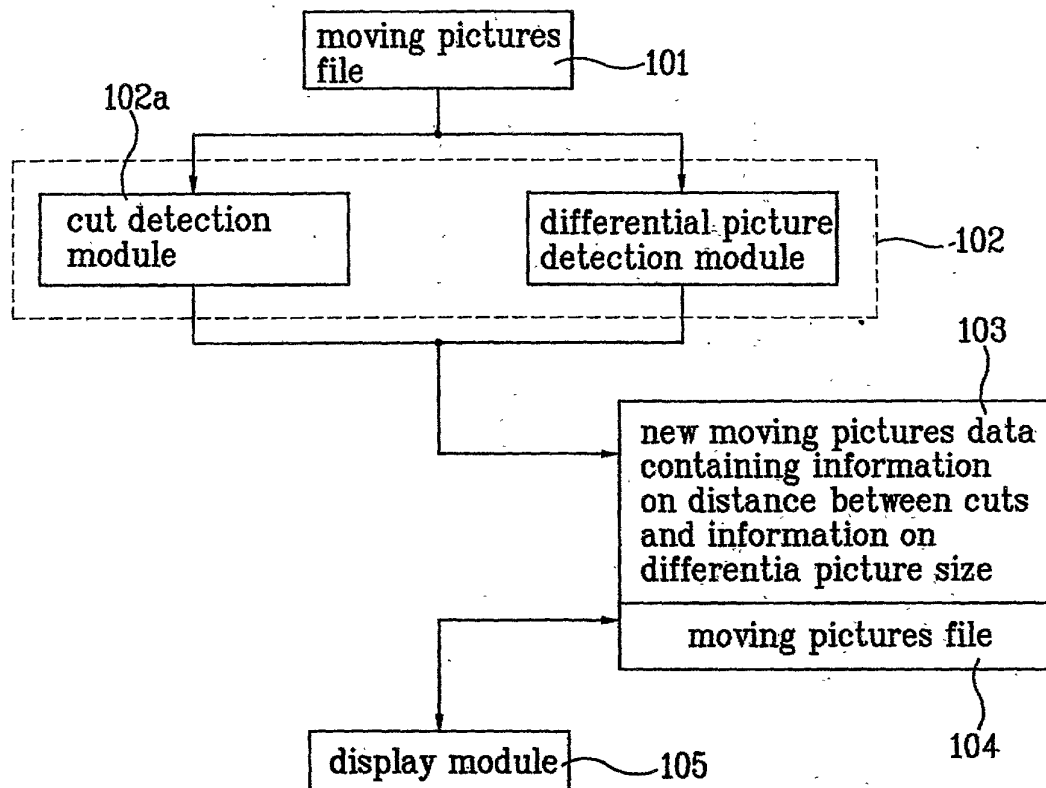 moving pictures
file
101
102a
cut detection
module
differential picture
detection module
102
103
new moving pictures data
containing information
on distance between cuts
and information on
differentia picture size
moving pictures file
104
display module
105